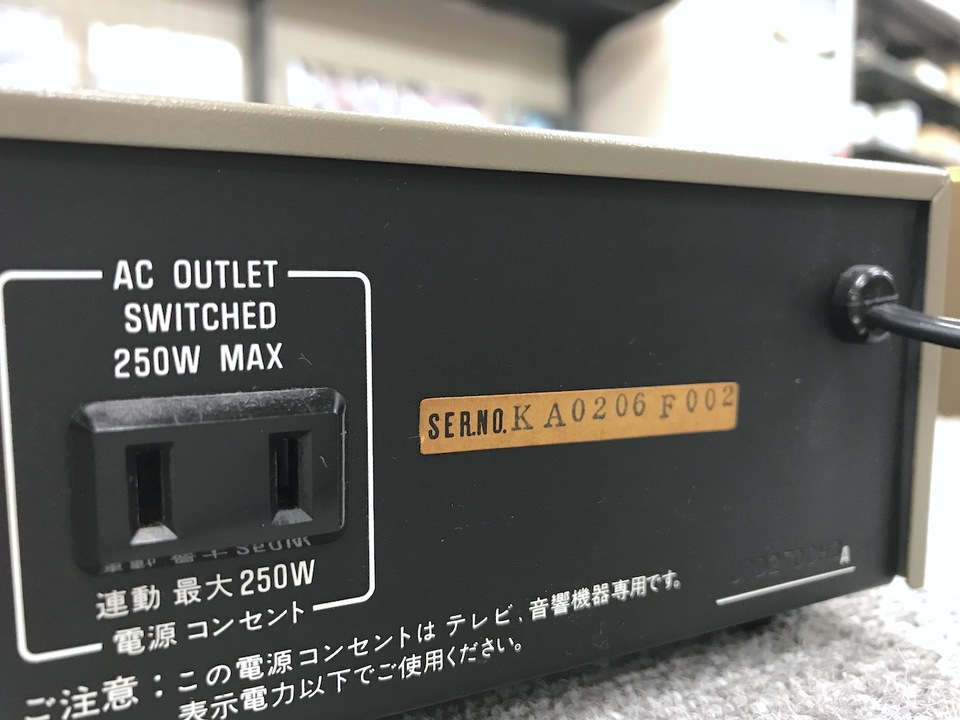 AC OUTLET
SWITCHED
250W MAX
SER.NO. KA0206F002
連動 最大250W
電源コンセント
ご注意：この電源コンセントは テレビ、音響機器専用です。
表示電力以下でご使用ください。
A